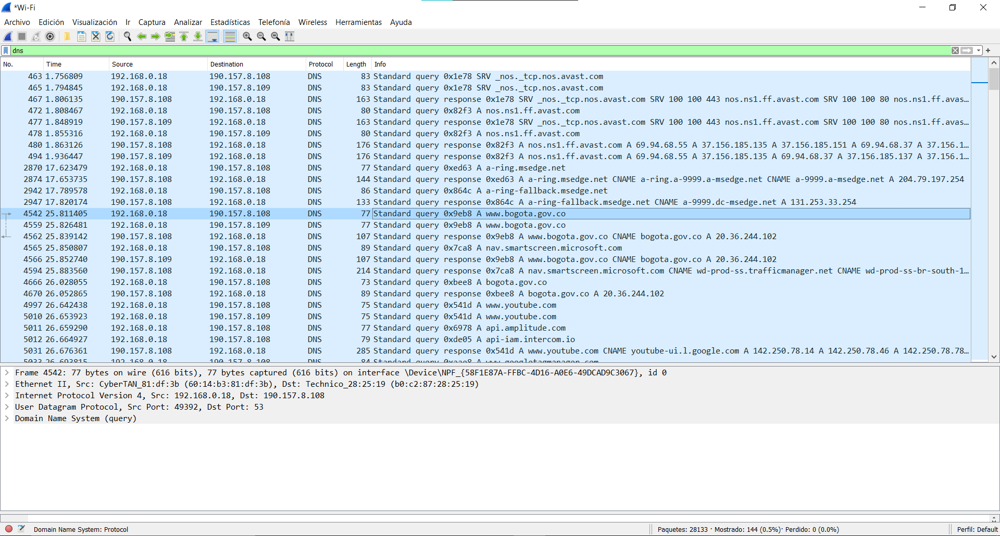 *Wi-Fi
Archivo Edición Visualización Ir Captura Analizar Estadísticas Telefonía Wireless Herramientas Ayuda
dns
No. Time Source Destination Protocol Length Info
463 1.756809 192.168.0.18 190.157.8.108 DNS 83 Standard query 0x1e78 SRV _nos._tcp.nos.avast.com
465 1.794845 192.168.0.18 190.157.8.109 DNS 83 Standard query 0x1e78 SRV _nos._tcp.nos.avast.com
467 1.806135 190.157.8.108 192.168.0.18 DNS 163 Standard query response 0x1e78 SRV _nos._tcp.nos.avast.com SRV 100 100 443 nos.ns1.ff.avast.com SRV 100 100 80 nos.ns1.ff.avas…
472 1.808467 192.168.0.18 190.157.8.108 DNS 80 Standard query 0x82f3 A nos.ns1.ff.avast.com
477 1.848919 190.157.8.109 192.168.0.18 DNS 163 Standard query response 0x1e78 SRV _nos._tcp.nos.avast.com SRV 100 100 443 nos.ns1.ff.avast.com SRV 100 100 80 nos.ns1.ff.avas…
478 1.855316 192.168.0.18 190.157.8.109 DNS 80 Standard query 0x82f3 A nos.ns1.ff.avast.com
480 1.863126 190.157.8.108 192.168.0.18 DNS 176 Standard query response 0x82f3 A nos.ns1.ff.avast.com A 69.94.68.55 A 37.156.185.135 A 37.156.185.151 A 69.94.68.37 A 37.156.1…
494 1.936447 190.157.8.109 192.168.0.18 DNS 176 Standard query response 0x82f3 A nos.ns1.ff.avast.com A 69.94.68.55 A 37.156.185.135 A 69.94.68.37 A 37.156.185.137 A 37.156.1…
2870 17.623479 192.168.0.18 190.157.8.108 DNS 77 Standard query 0xed63 A a-ring.msedge.net
2874 17.653735 190.157.8.108 192.168.0.18 DNS 144 Standard query response 0xed63 A a-ring.msedge.net CNAME a-ring.a-9999.a-msedge.net CNAME a-9999.a-msedge.net A 204.79.197.254
2942 17.789578 192.168.0.18 190.157.8.108 DNS 86 Standard query 0x864c A a-ring-fallback.msedge.net
2947 17.820174 190.157.8.108 192.168.0.18 DNS 133 Standard query response 0x864c A a-ring-fallback.msedge.net CNAME a-9999.dc-msedge.net A 131.253.33.254
4542 25.811405 192.168.0.18 190.157.8.108 DNS 77 Standard query 0x9eb8 A www.bogota.gov.co
4559 25.826481 192.168.0.18 190.157.8.109 DNS 77 Standard query 0x9eb8 A www.bogota.gov.co
4562 25.839142 190.157.8.108 192.168.0.18 DNS 107 Standard query response 0x9eb8 A www.bogota.gov.co CNAME bogota.gov.co A 20.36.244.102
4565 25.850807 192.168.0.18 190.157.8.108 DNS 89 Standard query 0x7ca8 A nav.smartscreen.microsoft.com
4566 25.852740 190.157.8.109 192.168.0.18 DNS 107 Standard query response 0x9eb8 A www.bogota.gov.co CNAME bogota.gov.co A 20.36.244.102
4594 25.883560 190.157.8.108 192.168.0.18 DNS 214 Standard query response 0x7ca8 A nav.smartscreen.microsoft.com CNAME wd-prod-ss.trafficmanager.net CNAME wd-prod-ss-br-south-1…
4666 26.028055 192.168.0.18 190.157.8.108 DNS 73 Standard query 0xbee8 A bogota.gov.co
4670 26.052865 190.157.8.108 192.168.0.18 DNS 89 Standard query response 0xbee8 A bogota.gov.co A 20.36.244.102
4997 26.642438 192.168.0.18 190.157.8.108 DNS 75 Standard query 0x541d A www.youtube.com
5010 26.653923 192.168.0.18 190.157.8.109 DNS 75 Standard query 0x541d A www.youtube.com
5011 26.659290 192.168.0.18 190.157.8.108 DNS 77 Standard query 0x6978 A api.amplitude.com
5012 26.664927 192.168.0.18 190.157.8.108 DNS 79 Standard query 0xde05 A api-iam.intercom.io
5031 26.676361 190.157.8.108 192.168.0.18 DNS 285 Standard query response 0x541d A www.youtube.com CNAME youtube-ui.l.google.com A 142.250.78.14 A 142.250.78.46 A 142.250.78.78…
5033 26.693815 192.168.0.18 190.157.8.108 DNS 84 Standard query 0xaae8 A www.googletagmanager.com
Frame 4542: 77 bytes on wire (616 bits), 77 bytes captured (616 bits) on interface \Device\NPF_{58F1E87A-FFBC-4D16-A0E6-49DCAD9C3067}, id 0
Ethernet II, Src: CyberTAN_81:df:3b (60:14:b3:81:df:3b), Dst: Technico_28:25:19 (b0:c2:87:28:25:19)
Internet Protocol Version 4, Src: 192.168.0.18, Dst: 190.157.8.108
User Datagram Protocol, Src Port: 49392, Dst Port: 53
Domain Name System (query)
Domain Name System: Protocol
Paquetes: 28133 · Mostrado: 144 (0.5%)· Perdido: 0 (0.0%)
Perfil: Default